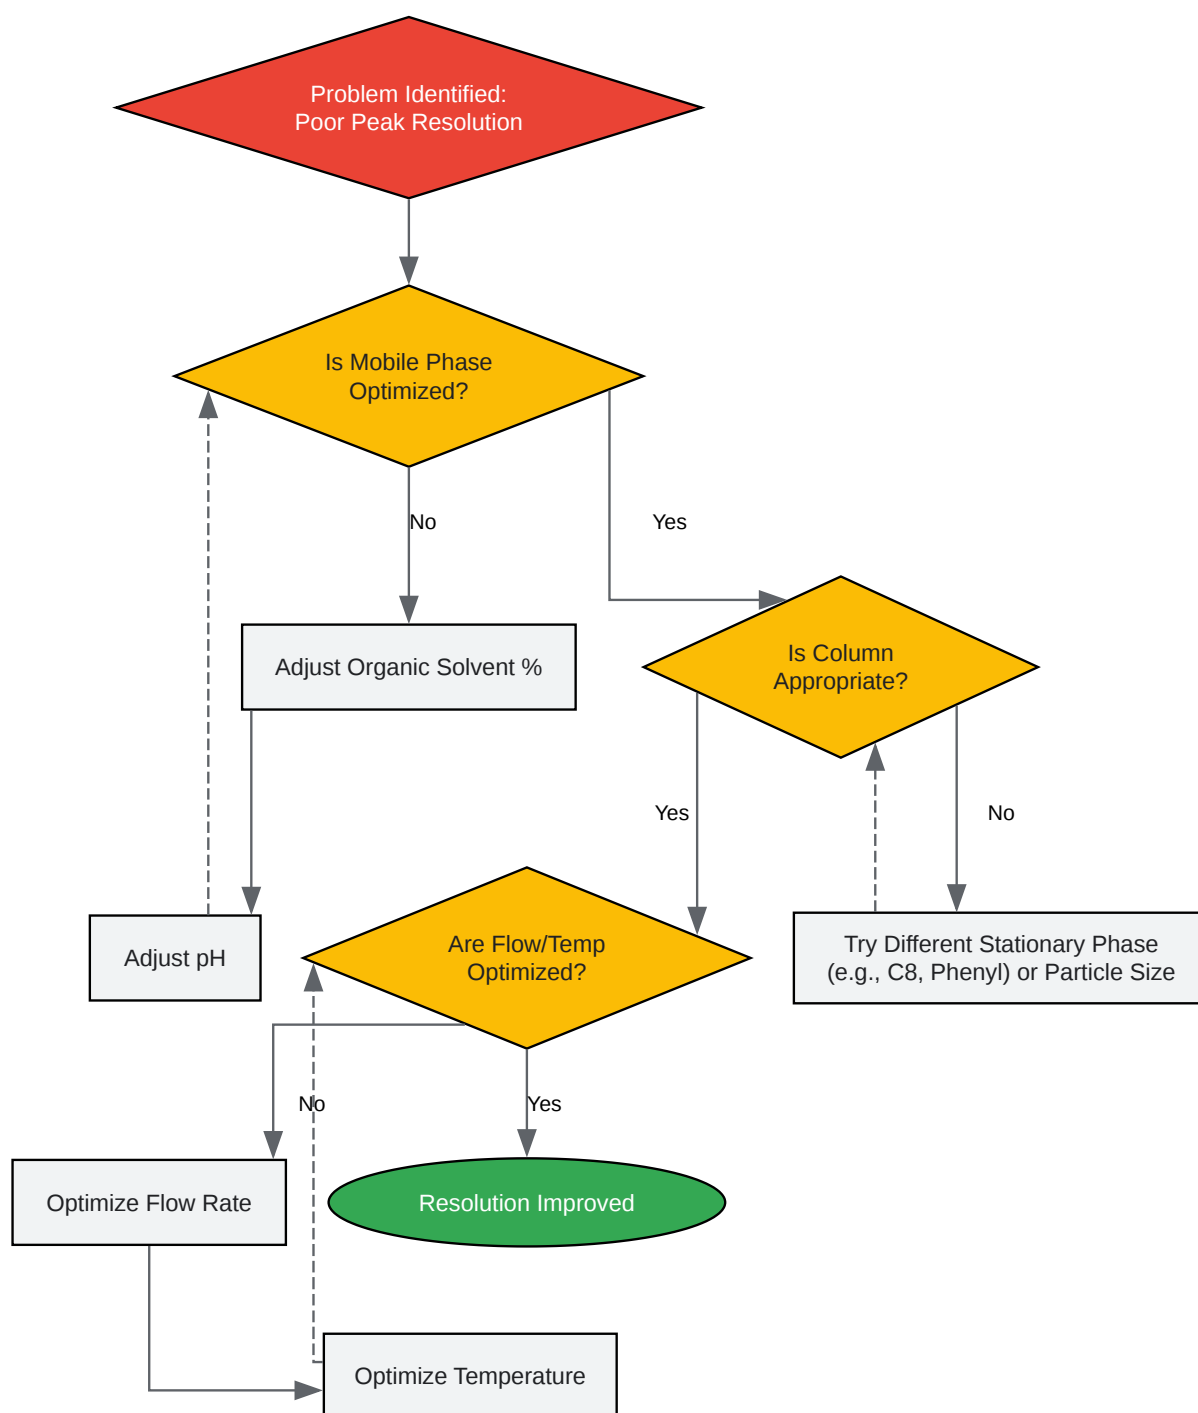 Problem Identified:
Poor Peak Resolution
Is Mobile Phase
Optimized?
No
Yes
Adjust Organic Solvent %
Is Column
Appropriate?
Yes
No
Adjust pH
Are Flow/Temp
Optimized?
Try Different Stationary Phase
(e.g., C8, Phenyl) or Particle Size
No
Yes
Optimize Flow Rate
Resolution Improved
Optimize Temperature